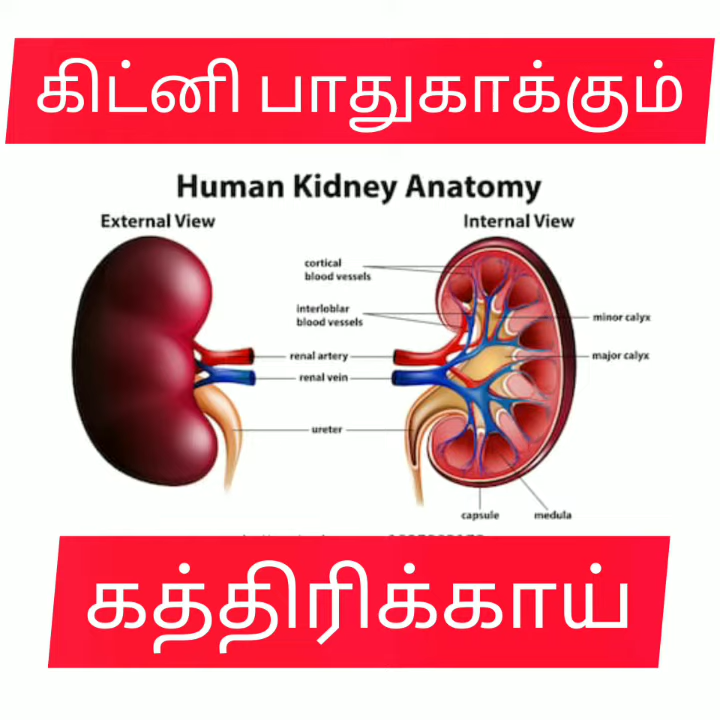 கிட்னி பாதுகாக்கும்
Human Kidney Anatomy
External View
Internal View
cortical
blood vessels
interloblar
blood vessels
minor calyx
renal artery
major calyx
renal vein
ureter
capsule
medula
கத்திரிக்காய்